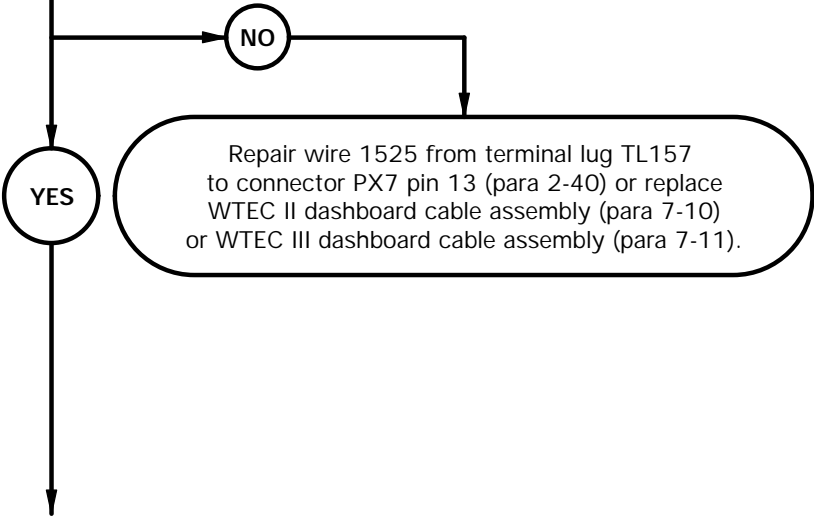 NO
YES
Repair wire 1525 from terminal lug TL157
to connector PX7 pin 13 (para 2-40) or replace
WTEC II dashboard cable assembly (para 7-10)
or WTEC III dashboard cable assembly (para 7-11).